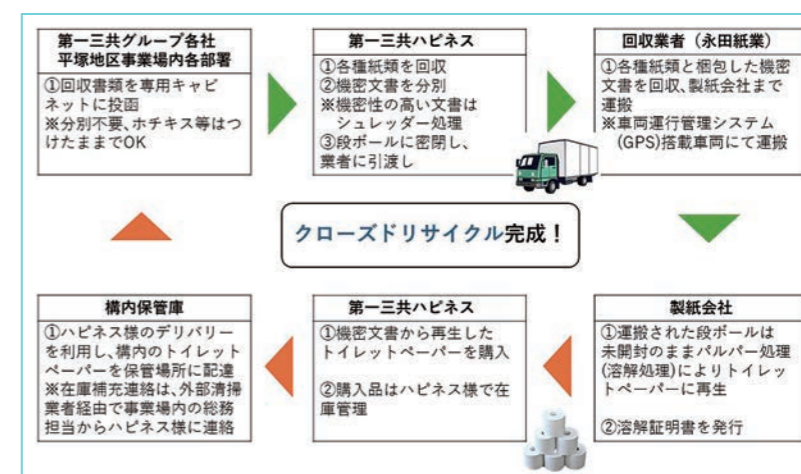 第一三共グループ各社
平塚地区事業場内各部署
①回収書類を専用キャビ
ネットに投函
※分別不要、ホチキス等はつ
けたままでOK
第一三共ハピネス
①各種紙類を回収
②機密文書を分別
※機密性の高い文書は
シュレッダー処理
③段ボールに密閉し、
業者に引渡し
回収業者(永田紙業)
①各種紙類と梱包した機密
文書を回収、製紙会社まで
運搬
※車両運行管理システム
(GPS)搭載車両にて運搬
クローズドリサイクル完成!
構内保管庫
①ハピネス様のデリバリー
を利用し、構内のトイレット
ペーパーを保管場所に配達
※在庫補充連絡は、外部清掃
業者経由で事業場内の総務
担当からハピネス様に連絡
第一三共ハピネス
①機密文書から再生した
トイレットペーパーを購入
②購入品はハピネス様で在
庫管理
製紙会社
①運搬された段ボールは
未開封のままパルパー処理
(溶解処理)によりトイレッ
トペーパーに再生
②溶解証明書を発行